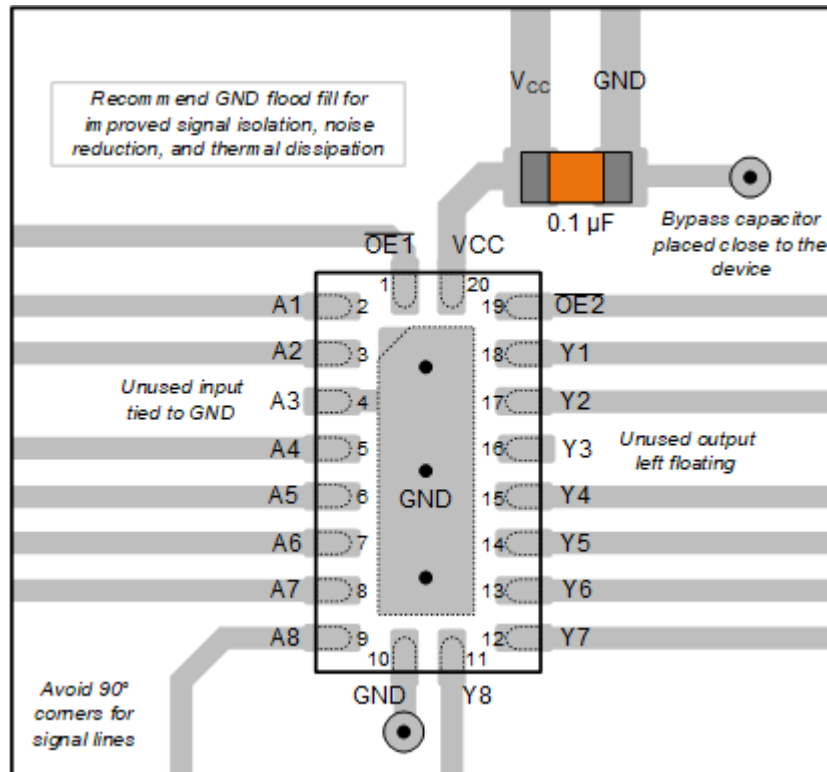 V_CC GND
Recommend GND flood fill for
improved signal isolation, noise
reduction, and thermal dissipation
0.1 µF
Bypass capacitor
placed close to the
device
O̅E̅1̅ VCC
1 20
A1 2 19 O̅E̅2̅
A2 3 18 Y1
Unused input
tied to GND
A3 4 17 Y2
A4 5 16 Y3
Unused output
left floating
A5 6 15 Y4
GND
A6 7 14 Y5
A7 8 13 Y6
A8 9 12 Y7
10 11
GND Y8
Avoid 90°
corners for
signal lines